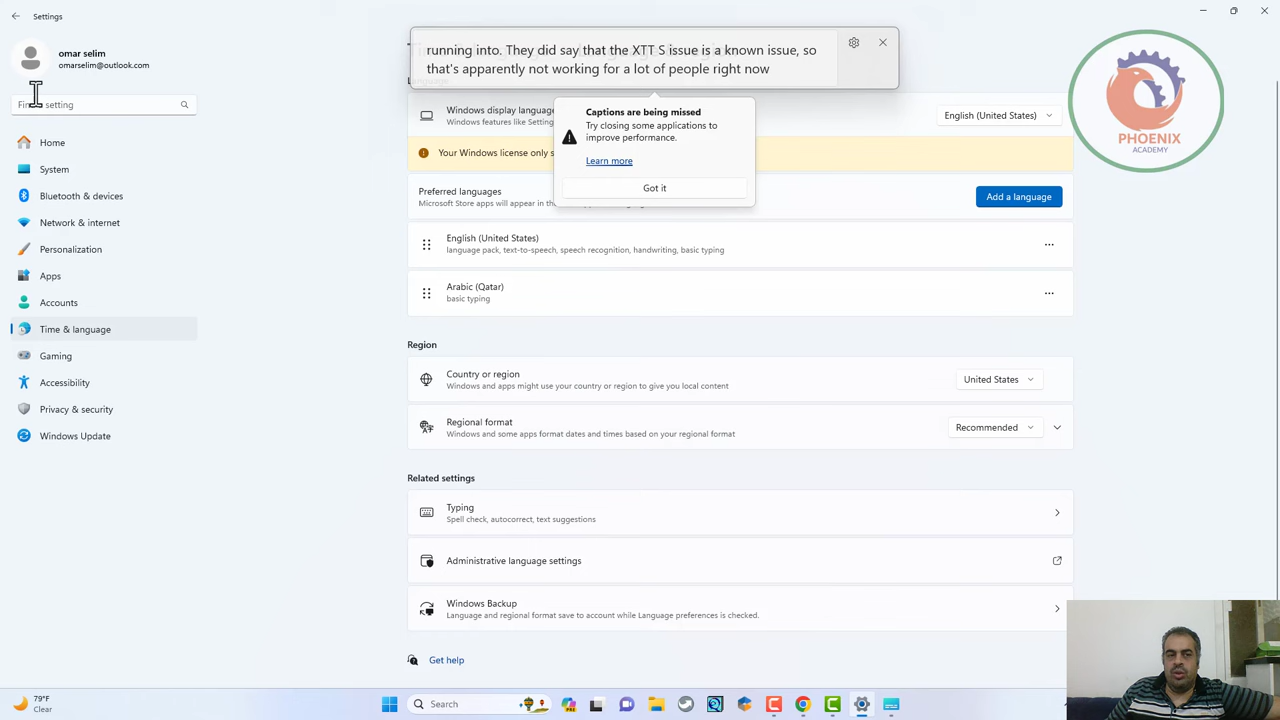 Settings
omar selim
omarselim@outlook.com
setting
Home
System
Bluetooth & devices
Network & internet
Personalization
Apps
Accounts
Time & language
Gaming
Accessibility
Privacy & security
Windows Update
running into. They did say that the XTT S issue is a known issue, so
that's apparently not working for a lot of people right now
Captions are being missed
Try closing some applications to
improve performance.
Learn more
Got it
Windows display language
Windows features like Setting
English (United States)
Your Windows license only s
Preferred languages
Microsoft Store apps will appear in the
Add a language
English (United States)
language pack, text-to-speech, speech recognition, handwriting, basic typing
Arabic (Qatar)
basic typing
Region
Country or region
Windows and apps might use your country or region to give you local content
United States
Regional format
Windows and some apps format dates and times based on your regional format
Recommended
Related settings
Typing
Spell check, autocorrect, text suggestions
Administrative language settings
Windows Backup
Language and regional format save to account while Language preferences is checked.
Get help
PHOENIX
ACADEMY
79°F
Clear
Search